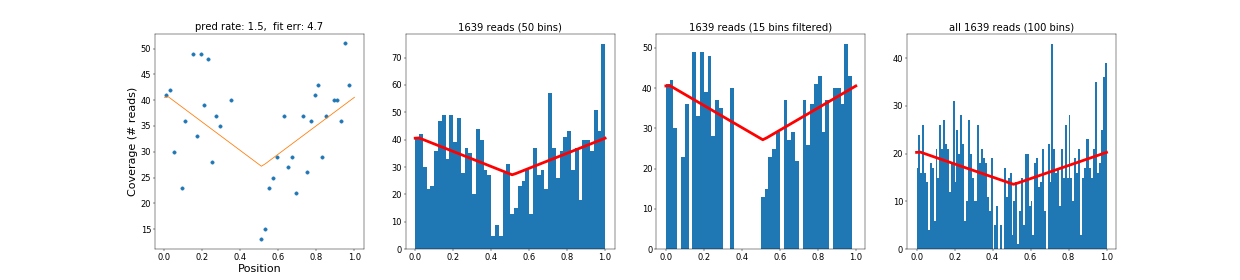 pred rate: 1.5,  fit err: 4.7
Coverage (# reads)
50
45
40
35
30
25
20
15
0.0 0.2 0.4 0.6 0.8 1.0
Position
1639 reads (50 bins)
70
60
50
40
30
20
10
0
0.0 0.2 0.4 0.6 0.8 1.0
1639 reads (15 bins filtered)
50
40
30
20
10
0
0.0 0.2 0.4 0.6 0.8 1.0
all 1639 reads (100 bins)
40
30
20
10
0
0.0 0.2 0.4 0.6 0.8 1.0